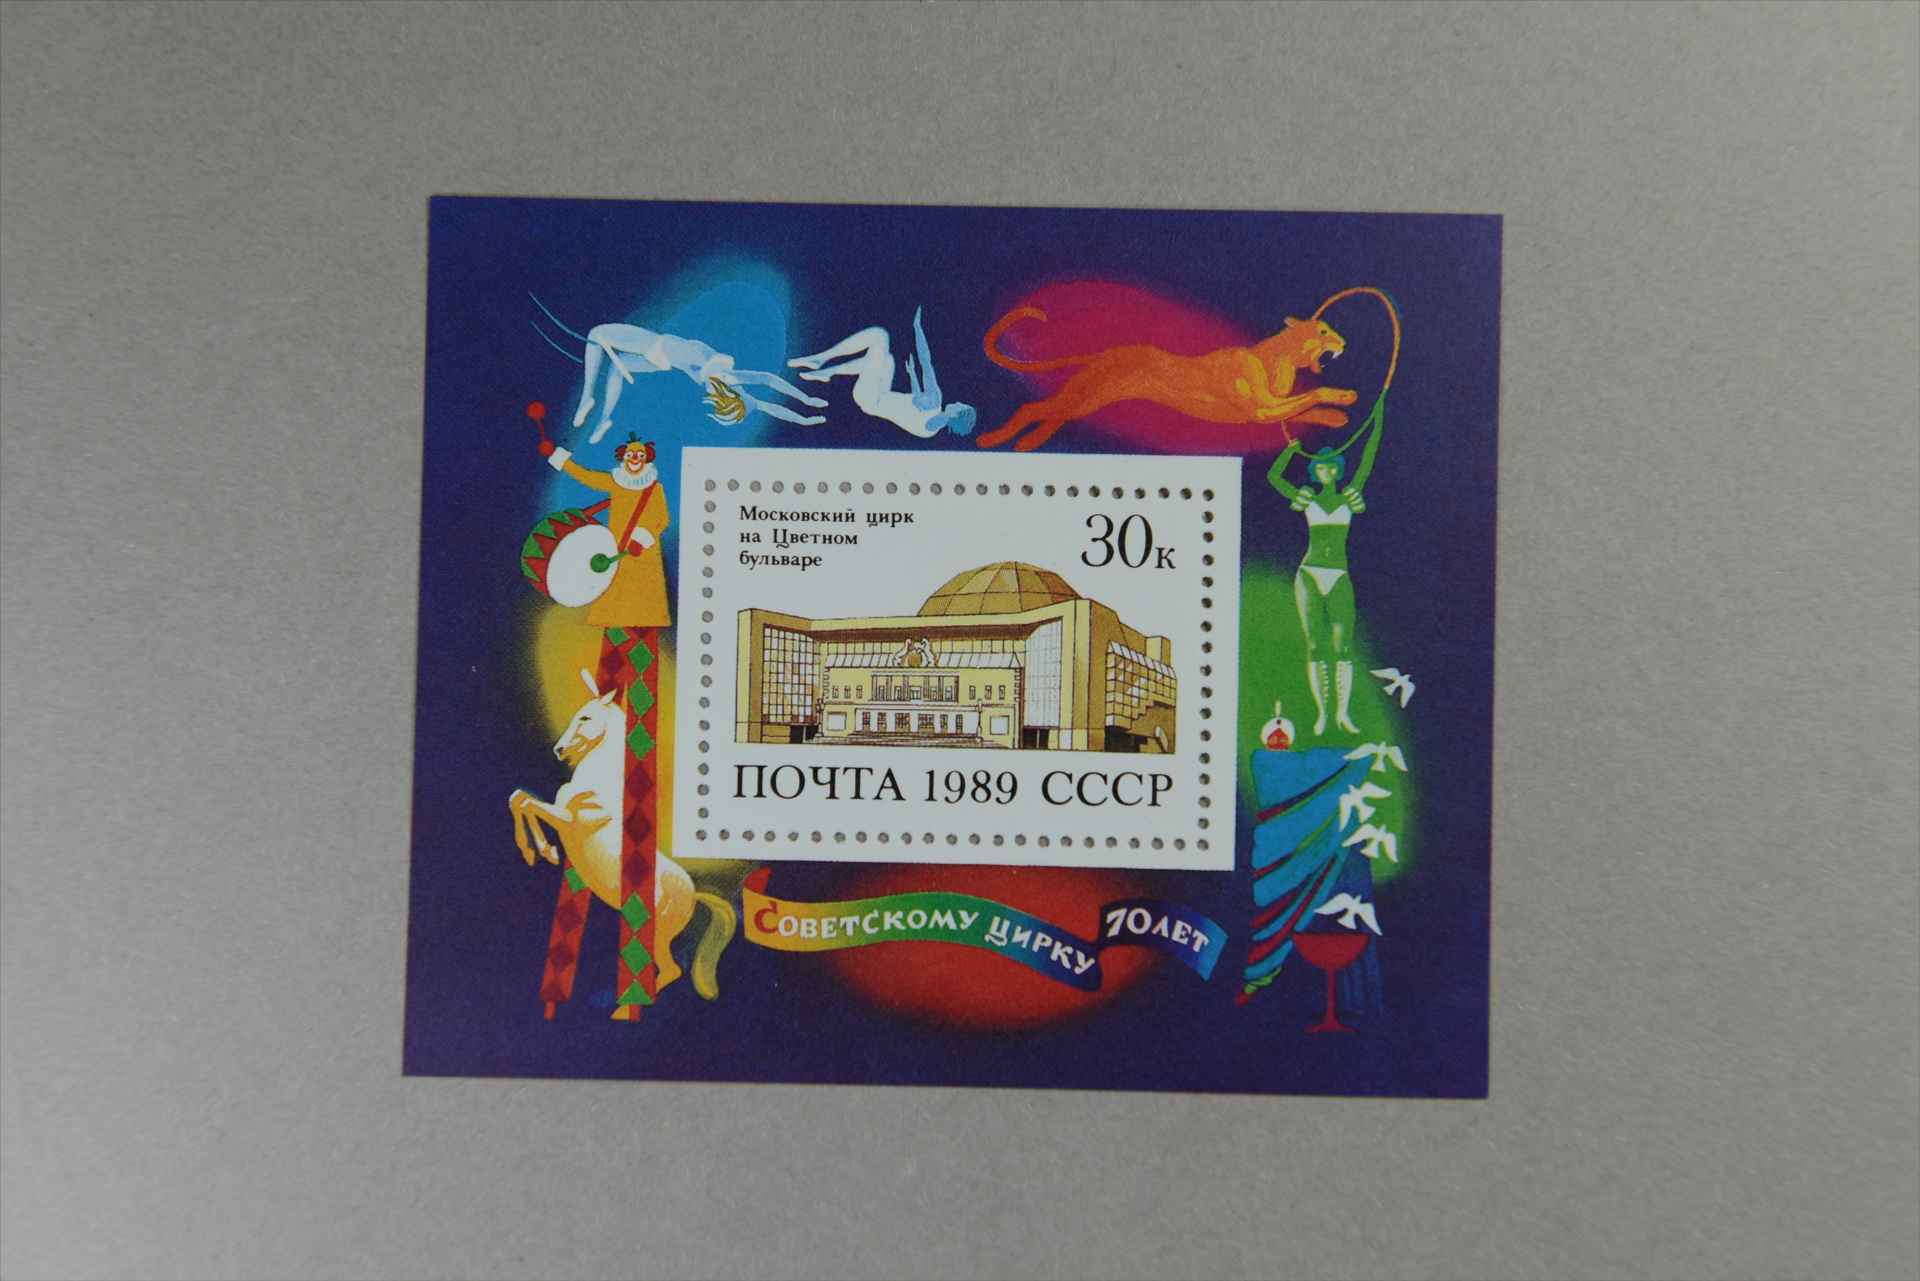 Московский цирк
на Цветном
бульваре
30к
ПОЧТА 1989 СССР
СОВЕТСКОМУ ЦИРКУ 70 ЛЕТ